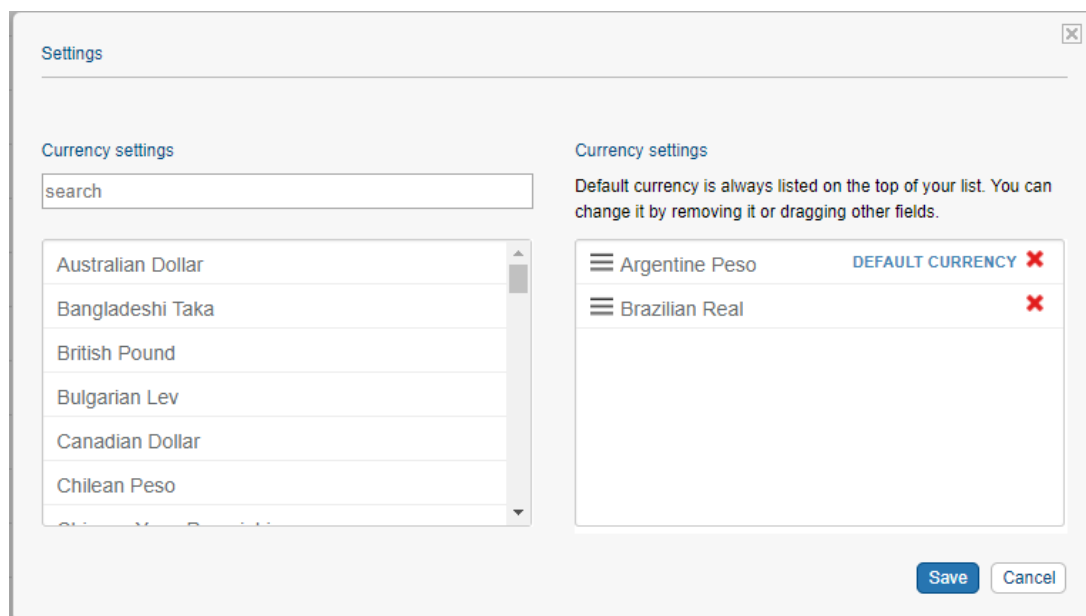 Settings
Currency settings
search
Australian Dollar
Bangladeshi Taka
British Pound
Bulgarian Lev
Canadian Dollar
Chilean Peso
Currency settings
Default currency is always listed on the top of your list. You can
change it by removing it or dragging other fields.
Argentine Peso DEFAULT CURRENCY
Brazilian Real
Save Cancel